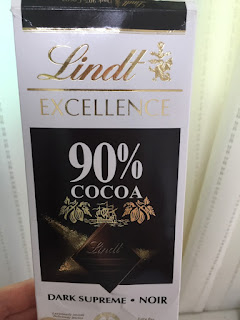 Lindt
EXCELLENCE
90%
COCOA
Lindt
DARK SUPREME • NOIR